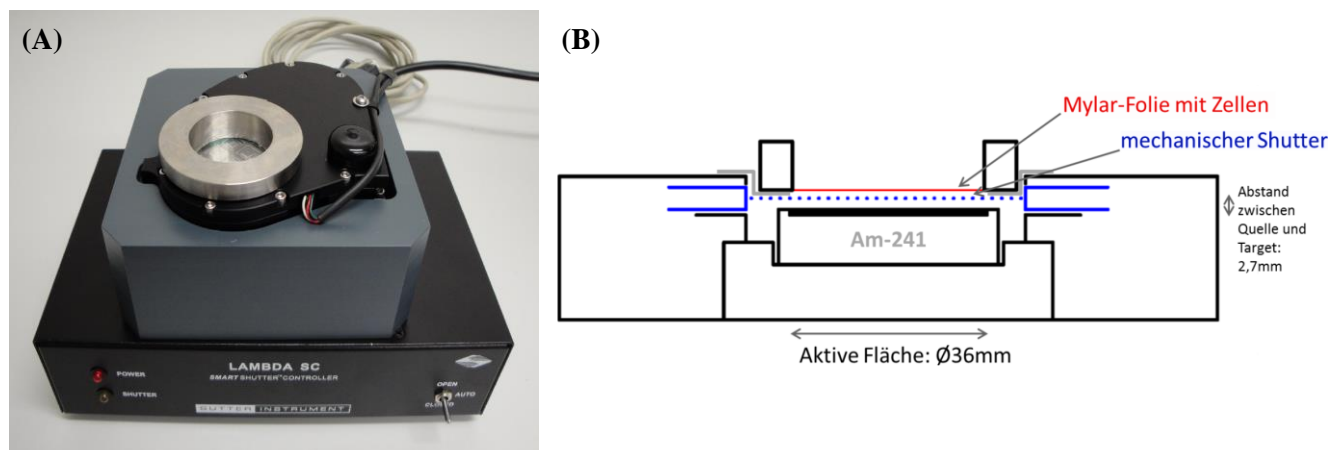 (A)
LAMBDA SC
SMART SHUTTER CONTROLLER
POWER
SHUTTER
OPEN
AUTO
CLOSED
SUTTER INSTRUMENT
(B)
Mylar-Folie mit Zellen
mechanischer Shutter
Abstand
zwischen
Quelle und
Target:
2,7mm
Am-241
Aktive Fläche: Ø36mm